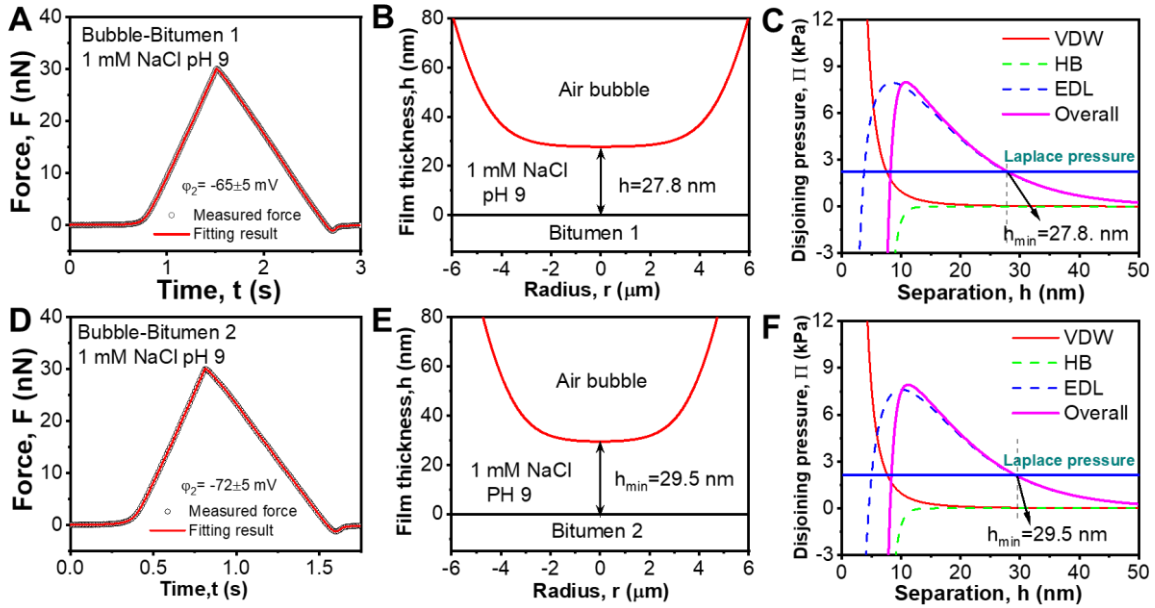 A
Bubble-Bitumen 1
1 mM NaCl pH 9
Force, F (nN)
40
30
20
10
0
φ₂= -65±5 mV
Measured force
Fitting result
0 1 2 3
Time, t (s)
B
Film thickness,h (nm)
80
60
40
20
0
Air bubble
1 mM NaCl
pH 9
h=27.8 nm
Bitumen 1
-6 -4 -2 0 2 4 6
Radius, r (μm)
C
Disjoining pressure, Π (kPa)
12
9
6
3
0
-3
VDW
HB
EDL
Overall
Laplace pressure
hmin=27.8. nm
0 10 20 30 40 50
Separation, h (nm)
D
Bubble-Bitumen 2
1 mM NaCl pH 9
Force, F (nN)
40
30
20
10
0
φ₂= -72±5 mV
Measured force
Fitting result
0.0 0.5 1.0 1.5
Time,t (s)
E
Film thickness,h (nm)
80
60
40
20
0
Air bubble
1 mM NaCl
PH 9
hmin=29.5 nm
Bitumen 2
-6 -4 -2 0 2 4 6
Radius, r (μm)
F
Disjoining pressure, Π (kPa)
12
9
6
3
0
-3
VDW
HB
EDL
Overall
Laplace pressure
hmin=29.5 nm
0 10 20 30 40 50
Separation, h (nm)